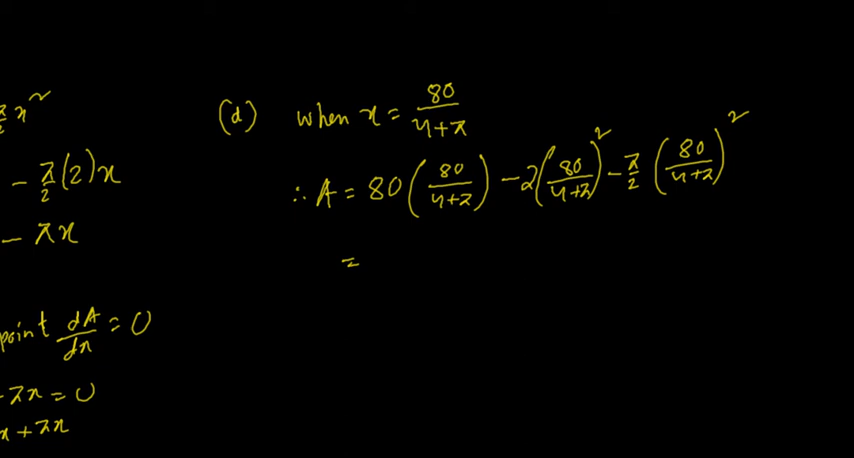 π/2 x²
- π/2 (2)x
- πx
point dA/dx = 0
- πx = 0
x + πx
(d) when x = 80/(4+π)
∴ A = 80(80/(4+π)) - 2(80/(4+π))² - π/2 (80/(4+π))²
=